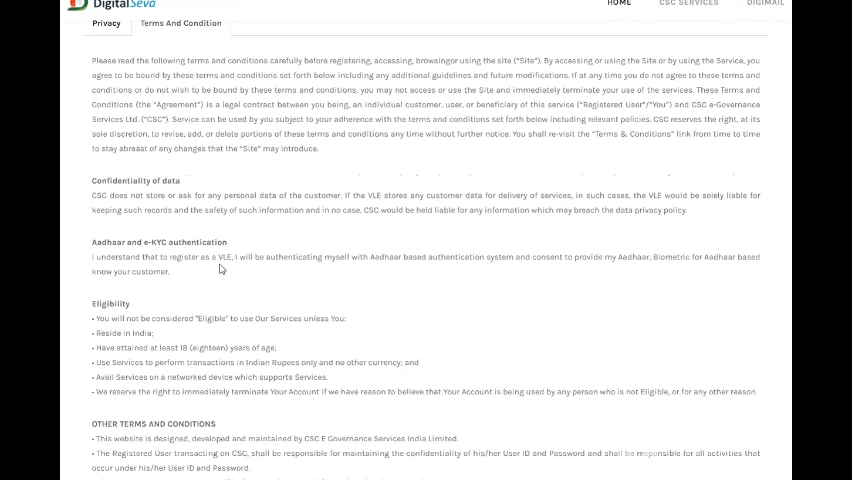 DigitalSeva
HOME CSC SERVICES DIGIMAIL
Privacy Terms And Condition
Please read the following terms and conditions carefully before registering, accessing, browsingor using the site (“Site”). By accessing or using the Site or by using the Service, you
agree to be bound by these terms and conditions set forth below including any additional guidelines and future modifications. If at any time you do not agree to these terms and
conditions or do not wish to be bound by these terms and conditions, you may not access or use the Site and immediately terminate your use of the services. These Terms and
Conditions (the “Agreement”) is a legal contract between you being, an individual customer, user, or beneficiary of this service (“Registered User”/“You”) and CSC e-Governance
Services Ltd. (“CSC”). Service can be used by you subject to your adherence with the terms and conditions set forth below including relevant policies. CSC reserves the right, at its
sole discretion, to revise, add, or delete portions of these terms and conditions any time without further notice. You shall re-visit the “Terms & Conditions” link from time to time
to stay abreast of any changes that the “Site” may introduce.
Confidentiality of data
CSC does not store or ask for any personal data of the customer. If the VLE stores any customer data for delivery of services, in such cases, the VLE would be solely liable for
keeping such records and the safety of such information and in no case, CSC would be held liable for any information which may breach the data privacy policy.
Aadhaar and e-KYC authentication
I understand that to register as a VLE, I will be authenticating myself with Aadhaar based authentication system and consent to provide my Aadhaar, Biometric for Aadhaar based
know your customer.
Eligibility
• You will not be considered "Eligible" to use Our Services unless You:
• Reside in India;
• Have attained at least 18 (eighteen) years of age;
• Use Services to perform transactions in Indian Rupees only and no other currency; and
• Avail Services on a networked device which supports Services.
• We reserve the right to immediately terminate Your Account if we have reason to believe that Your Account is being used by any person who is not Eligible, or for any other reason.
OTHER TERMS AND CONDITIONS
• This website is designed, developed and maintained by CSC E Governance Services India Limited.
• The Registered User transacting on CSC, shall be responsible for maintaining the confidentiality of his/her User ID and Password and shall be responsible for all activities that
occur under his/her User ID and Password.